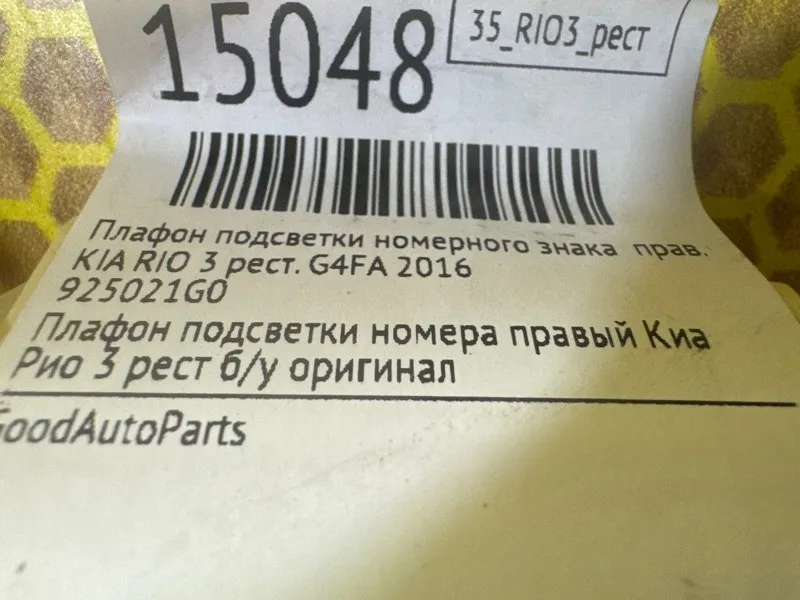 15048
35_RIO3_рест
Плафон подсветки номерного знака прав.
KIA RIO 3 рест. G4FA 2016
925021G0
Плафон подсветки номера правый Киа
Рио 3 рест б/у оригинал
GoodAutoParts